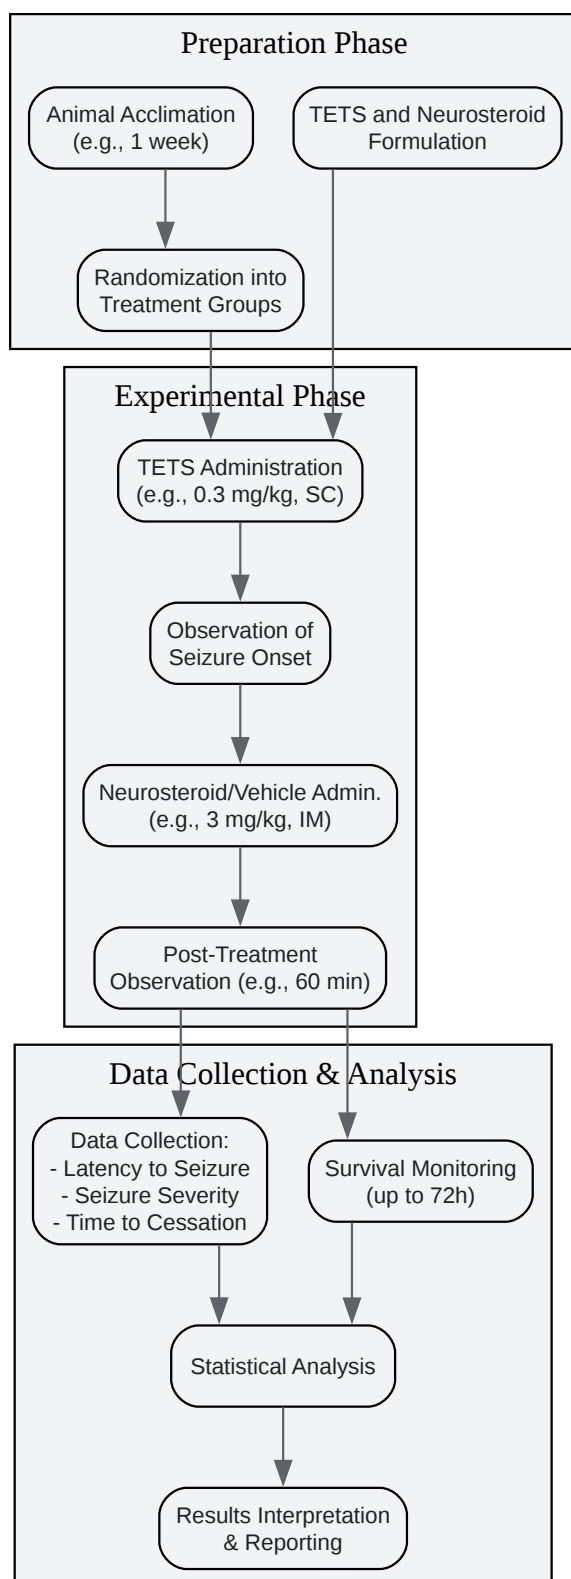 Preparation Phase
Animal Acclimation
(e.g., 1 week)
TETS and Neurosteroid
Formulation
Randomization into
Treatment Groups
Experimental Phase
TETS Administration
(e.g., 0.3 mg/kg, SC)
Observation of
Seizure Onset
Neurosteroid/Vehicle Admin.
(e.g., 3 mg/kg, IM)
Post-Treatment
Observation (e.g., 60 min)
Data Collection & Analysis
Data Collection:
- Latency to Seizure
- Seizure Severity
- Time to Cessation
Survival Monitoring
(up to 72h)
Statistical Analysis
Results Interpretation
& Reporting